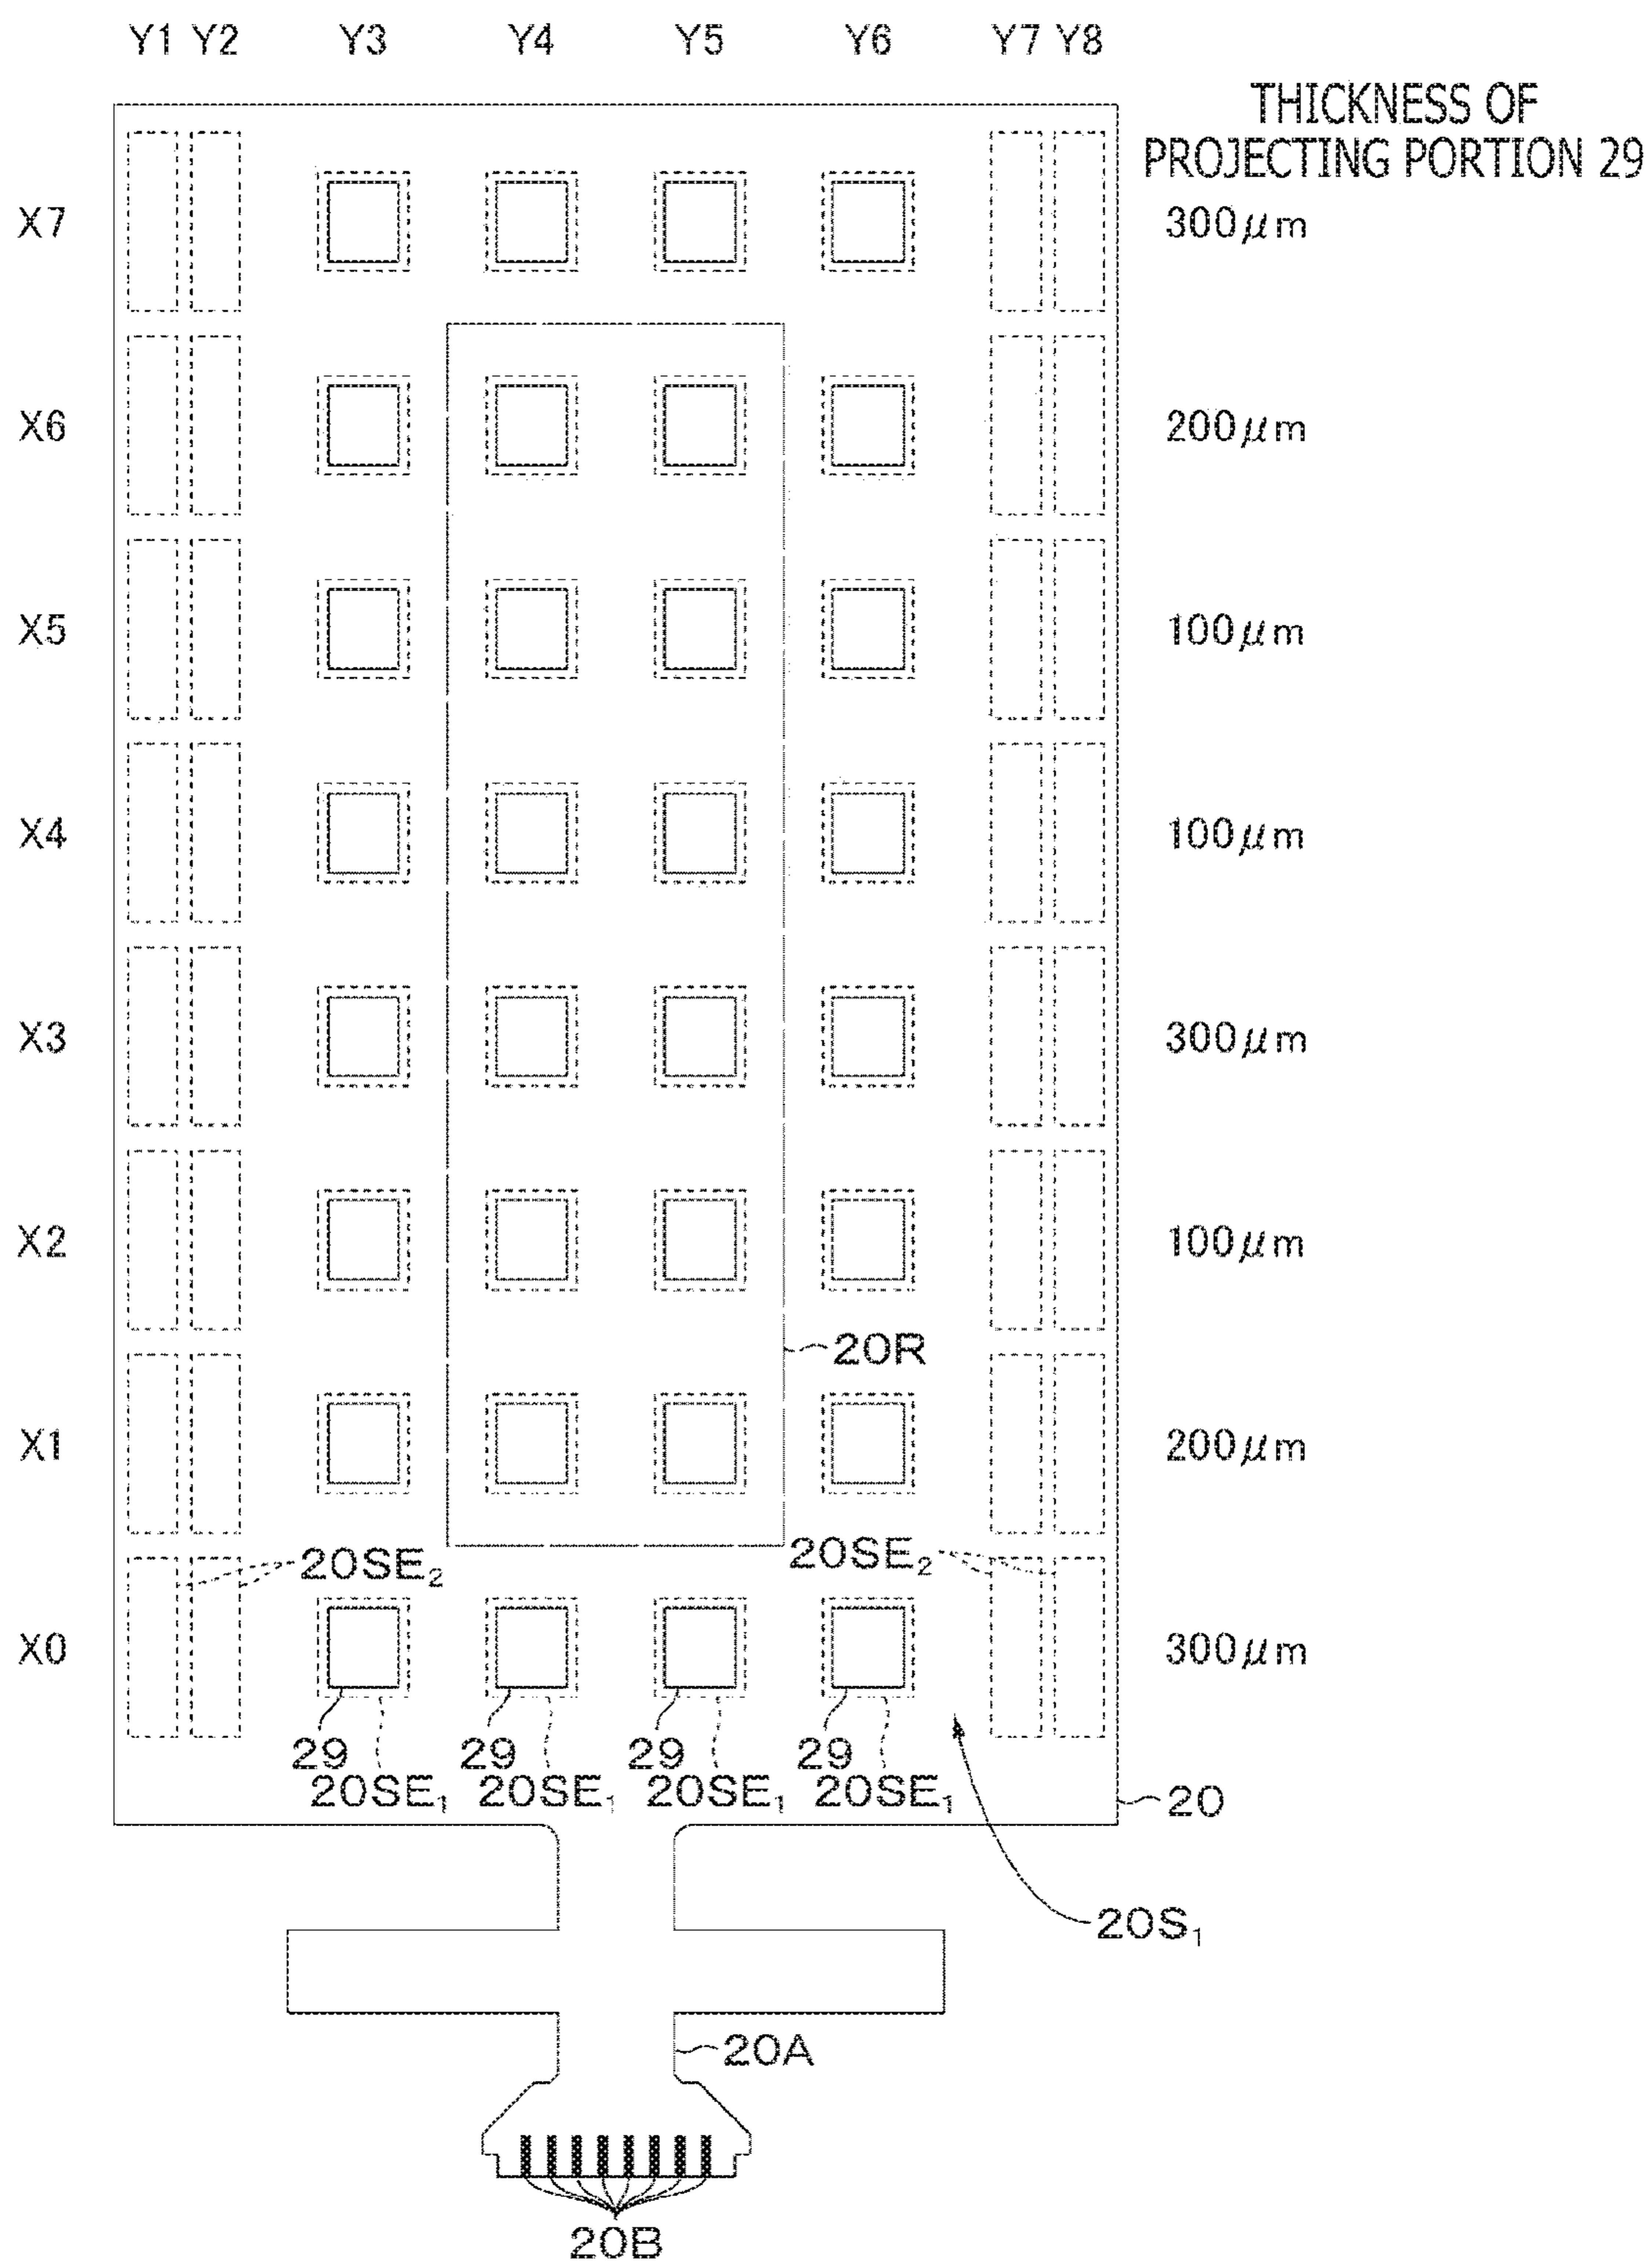 Y1 Y2 Y3 Y4 Y5 Y6 Y7 Y8
THICKNESS OF
PROJECTING PORTION 29
X7 300μm
X6 200μm
X5 100μm
X4 100μm
X3 300μm
X2 100μm
20R
X1 200μm
20SE₂ 20SE₂
X0 300μm
29 29 29 29
20SE₁ 20SE₁ 20SE₁ 20SE₁ 20
20S₁
20A
20B